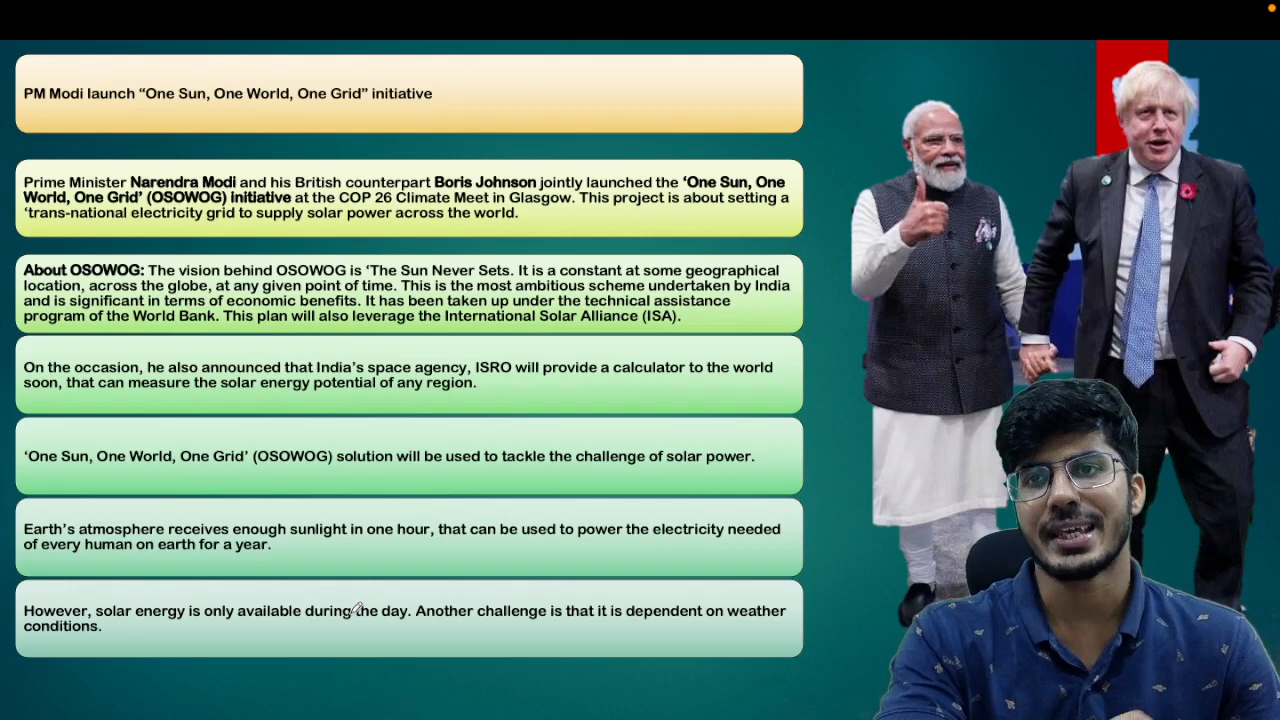 PM Modi launch “One Sun, One World, One Grid” initiative
Prime Minister Narendra Modi and his British counterpart Boris Johnson jointly launched the ‘One Sun, One
World, One Grid’ (OSOWOG) initiative at the COP 26 Climate Meet in Glasgow. This project is about setting a
‘trans-national electricity grid to supply solar power across the world.
About OSOWOG: The vision behind OSOWOG is ‘The Sun Never Sets. It is a constant at some geographical
location, across the globe, at any given point of time. This is the most ambitious scheme undertaken by India
and is significant in terms of economic benefits. It has been taken up under the technical assistance
program of the World Bank. This plan will also leverage the International Solar Alliance (ISA).
On the occasion, he also announced that India’s space agency, ISRO will provide a calculator to the world
soon, that can measure the solar energy potential of any region.
‘One Sun, One World, One Grid’ (OSOWOG) solution will be used to tackle the challenge of solar power.
Earth’s atmosphere receives enough sunlight in one hour, that can be used to power the electricity needed
of every human on earth for a year.
However, solar energy is only available during the day. Another challenge is that it is dependent on weather
conditions.